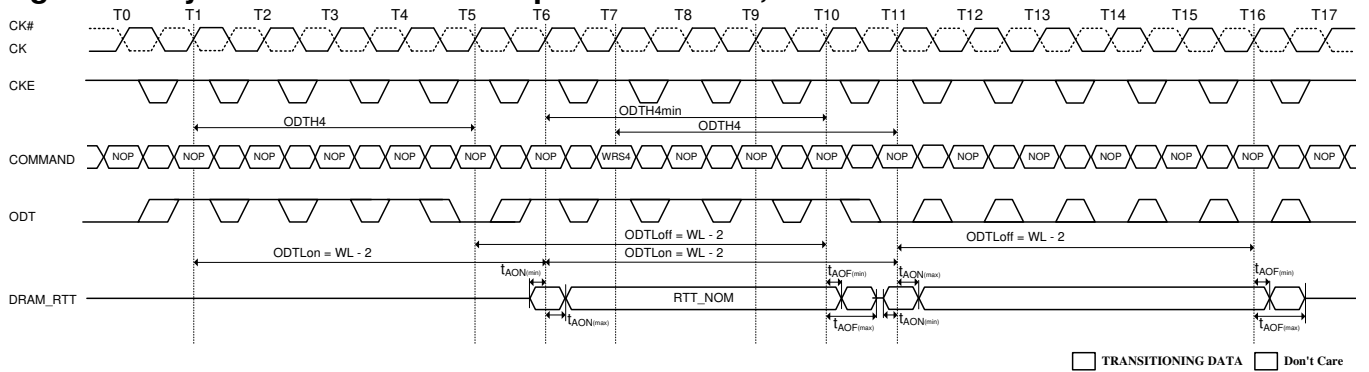 T0 T1 T2 T3 T4 T5 T6 T7 T8 T9 T10 T11 T12 T13 T14 T15 T16 T17
CK#
CK
CKE
ODTH4min
ODTH4
ODTH4
COMMAND NOP NOP NOP NOP NOP NOP NOP WRS4 NOP NOP NOP NOP NOP NOP NOP NOP NOP NOP
ODT
ODTLoff = WL - 2
ODTLoff = WL - 2
ODTLon = WL - 2
ODTLon = WL - 2
tAON(min)
tAOF(min)
tAON(max)
tAOF(min)
DRAM_RTT
RTT_NOM
tAON(max)
tAOF(max)
tAON(min)
tAOF(max)
TRANSITIONING DATA
Don't Care